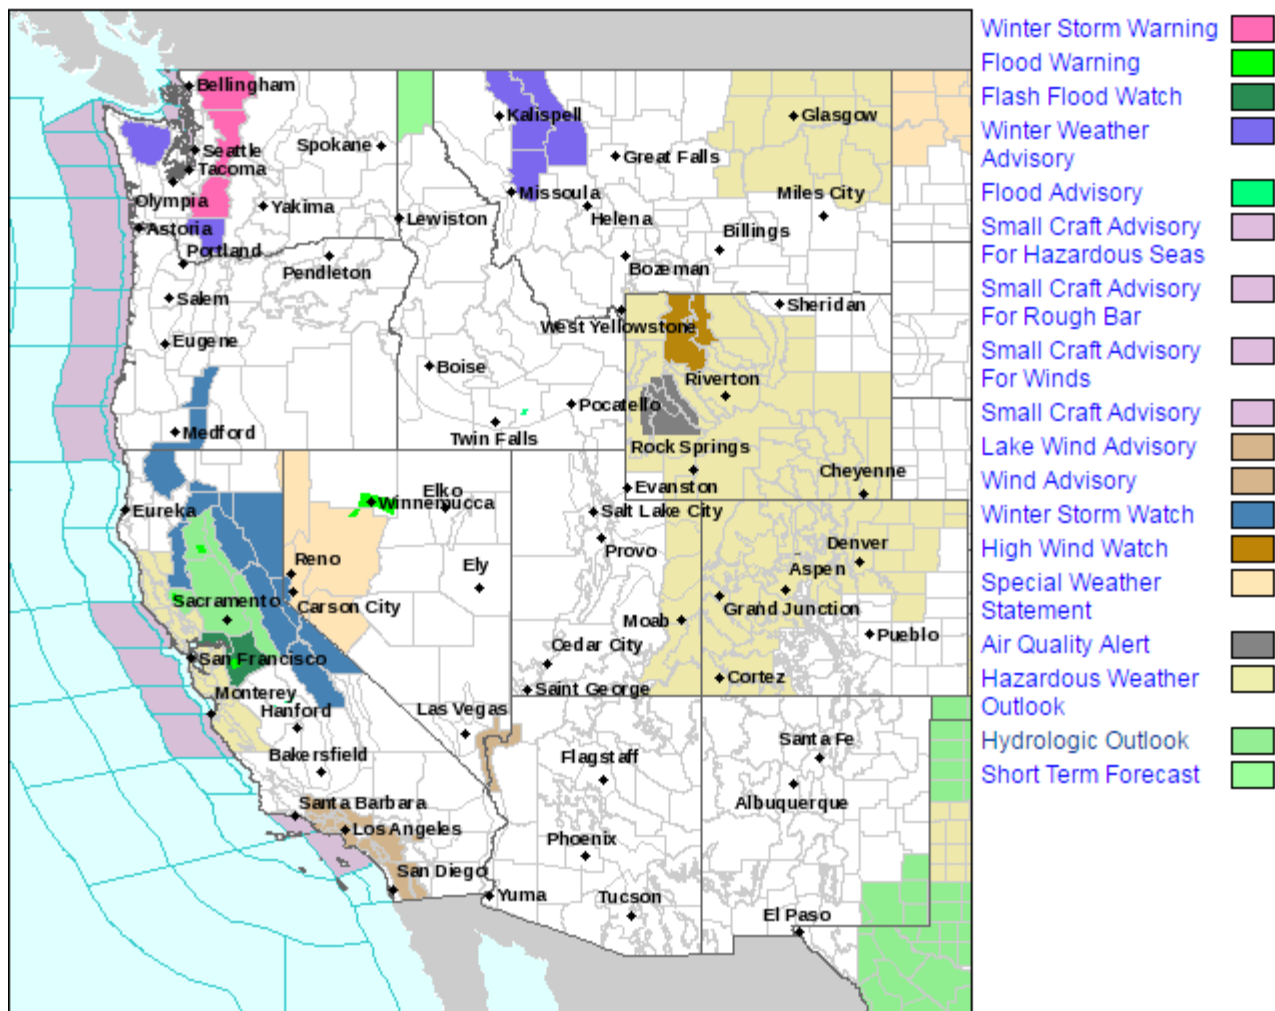 Winter Storm Warning
Flood Warning
Flash Flood Watch
Winter Weather
Advisory
Flood Advisory
Small Craft Advisory
For Hazardous Seas
Small Craft Advisory
For Rough Bar
Small Craft Advisory
For Winds
Small Craft Advisory
Lake Wind Advisory
Wind Advisory
Winter Storm Watch
High Wind Watch
Special Weather
Statement
Air Quality Alert
Hazardous Weather
Outlook
Hydrologic Outlook
Short Term Forecast
Bellingham
Kalispell
Glasgow
Seattle
Spokane
Great Falls
Tacoma
Olympia
Yakima
Missoula
Miles City
Lewiston
Helena
Astoria
Billings
Portland
Pendleton
Bozeman
Salem
Sheridan
West Yellowstone
Eugene
Boise
Riverton
Pocatello
Medford
Twin Falls
Rock Springs
Cheyenne
Elko
Evanston
Winnemucca
Eureka
Salt Lake City
Provo
Denver
Reno
Ely
Aspen
Sacramento
Carson City
Grand Junction
Moab
Pueblo
Cedar City
San Francisco
Cortez
Saint George
Monterey
Hanford
Las Vegas
Santa Fe
Bakersfield
Flagstaff
Albuquerque
Santa Barbara
Los Angeles
Phoenix
San Diego
Yuma
Tucson
El Paso